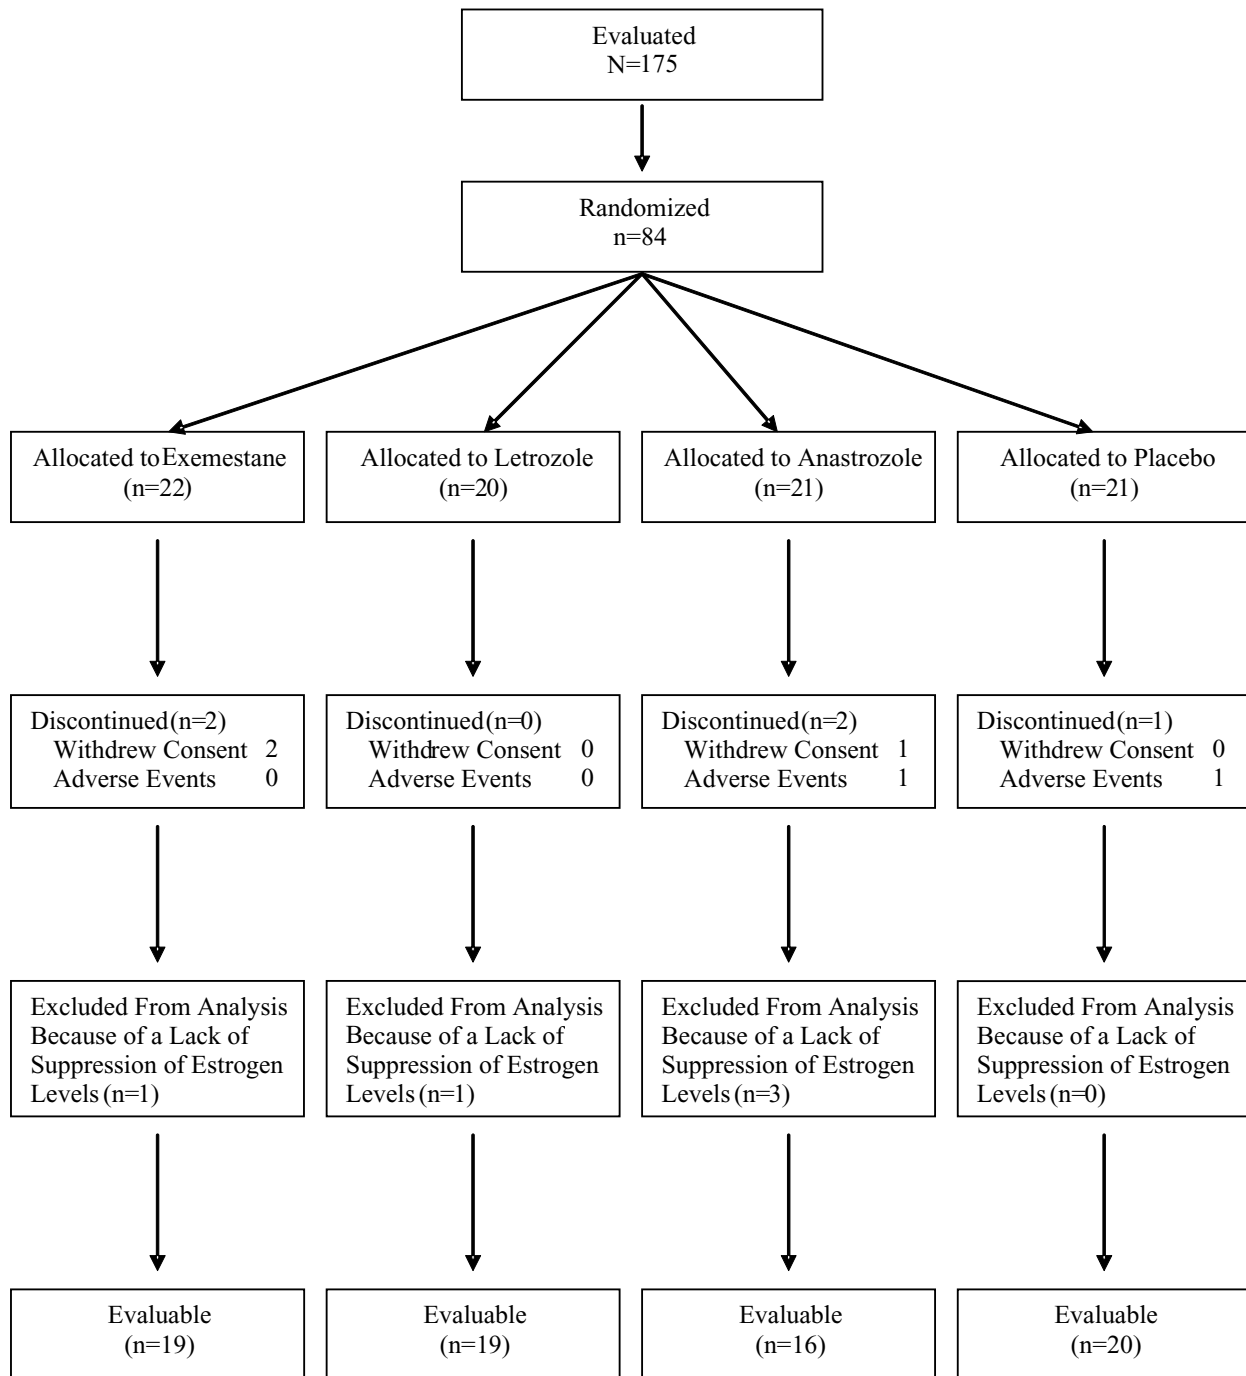 Evaluated
N=175
Randomized
n=84
Allocated to Exemestane
(n=22)
Allocated to Letrozole
(n=20)
Allocated to Anastrozole
(n=21)
Allocated to Placebo
(n=21)
Discontinued (n=2)
Withdrew Consent 2
Adverse Events 0
Discontinued (n=0)
Withdrew Consent 0
Adverse Events 0
Discontinued (n=2)
Withdrew Consent 1
Adverse Events 1
Discontinued (n=1)
Withdrew Consent 0
Adverse Events 1
Excluded From Analysis
Because of a Lack of
Suppression of Estrogen
Levels (n=1)
Excluded From Analysis
Because of a Lack of
Suppression of Estrogen
Levels (n=1)
Excluded From Analysis
Because of a Lack of
Suppression of Estrogen
Levels (n=3)
Excluded From Analysis
Because of a Lack of
Suppression of Estrogen
Levels (n=0)
Evaluable
(n=19)
Evaluable
(n=19)
Evaluable
(n=16)
Evaluable
(n=20)